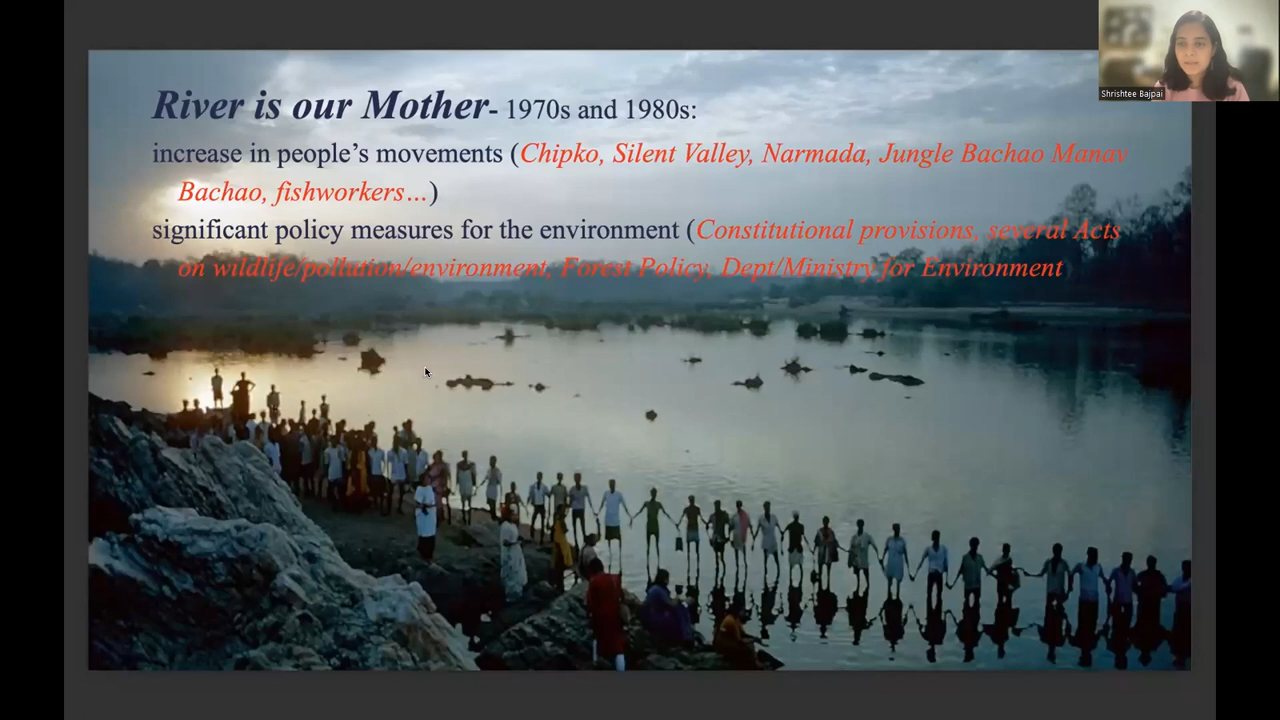 River is our Mother- 1970s and 1980s:
increase in people’s movements (Chipko, Silent Valley, Narmada, Jungle Bachao Manav
Bachao, fishworkers…)
significant policy measures for the environment (Constitutional provisions, several Acts
on wildlife/pollution/environment, Forest Policy, Dept/Ministry for Environment
Shrishtee Bajpai